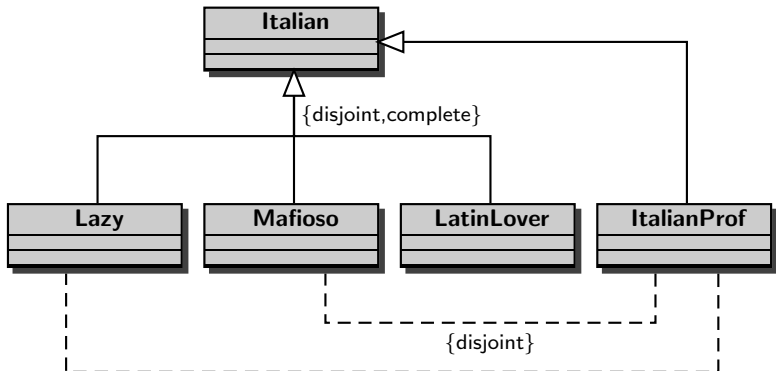 Italian
{disjoint,complete}
Lazy
Mafioso
LatinLover
ItalianProf
{disjoint}